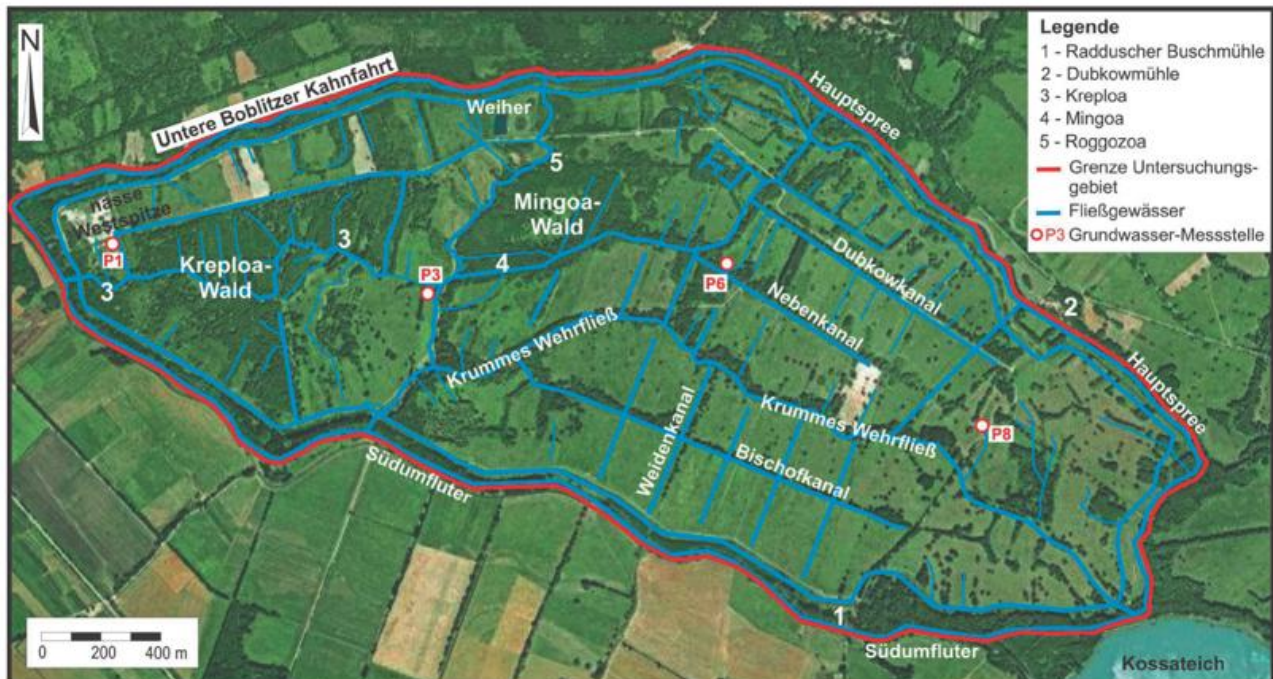 N
Untere Boblitzer Kahnfahrt
Weiher
Hauptspree
Legende
1 - Radduscher Buschmühle
2 - Dubkowmühle
3 - Kreploa
4 - Mingoa
5 - Roggozoa
Grenze Untersuchungs-
gebiet
Fließgewässer
P3 Grundwasser-Messstelle
5
nasse
Westspitze
Mingoa-
Wald
P1
3
Kreploa-
Wald
3
4
P3
P6
Dubkowkanal
Nebenkanal
2
Hauptspree
Krummes Wehrfließ
Krummes Wehrfließ
P8
Weidenkanal
Bischofkanal
Südumfluter
1
Südumfluter
Kossateich
0 200 400 m